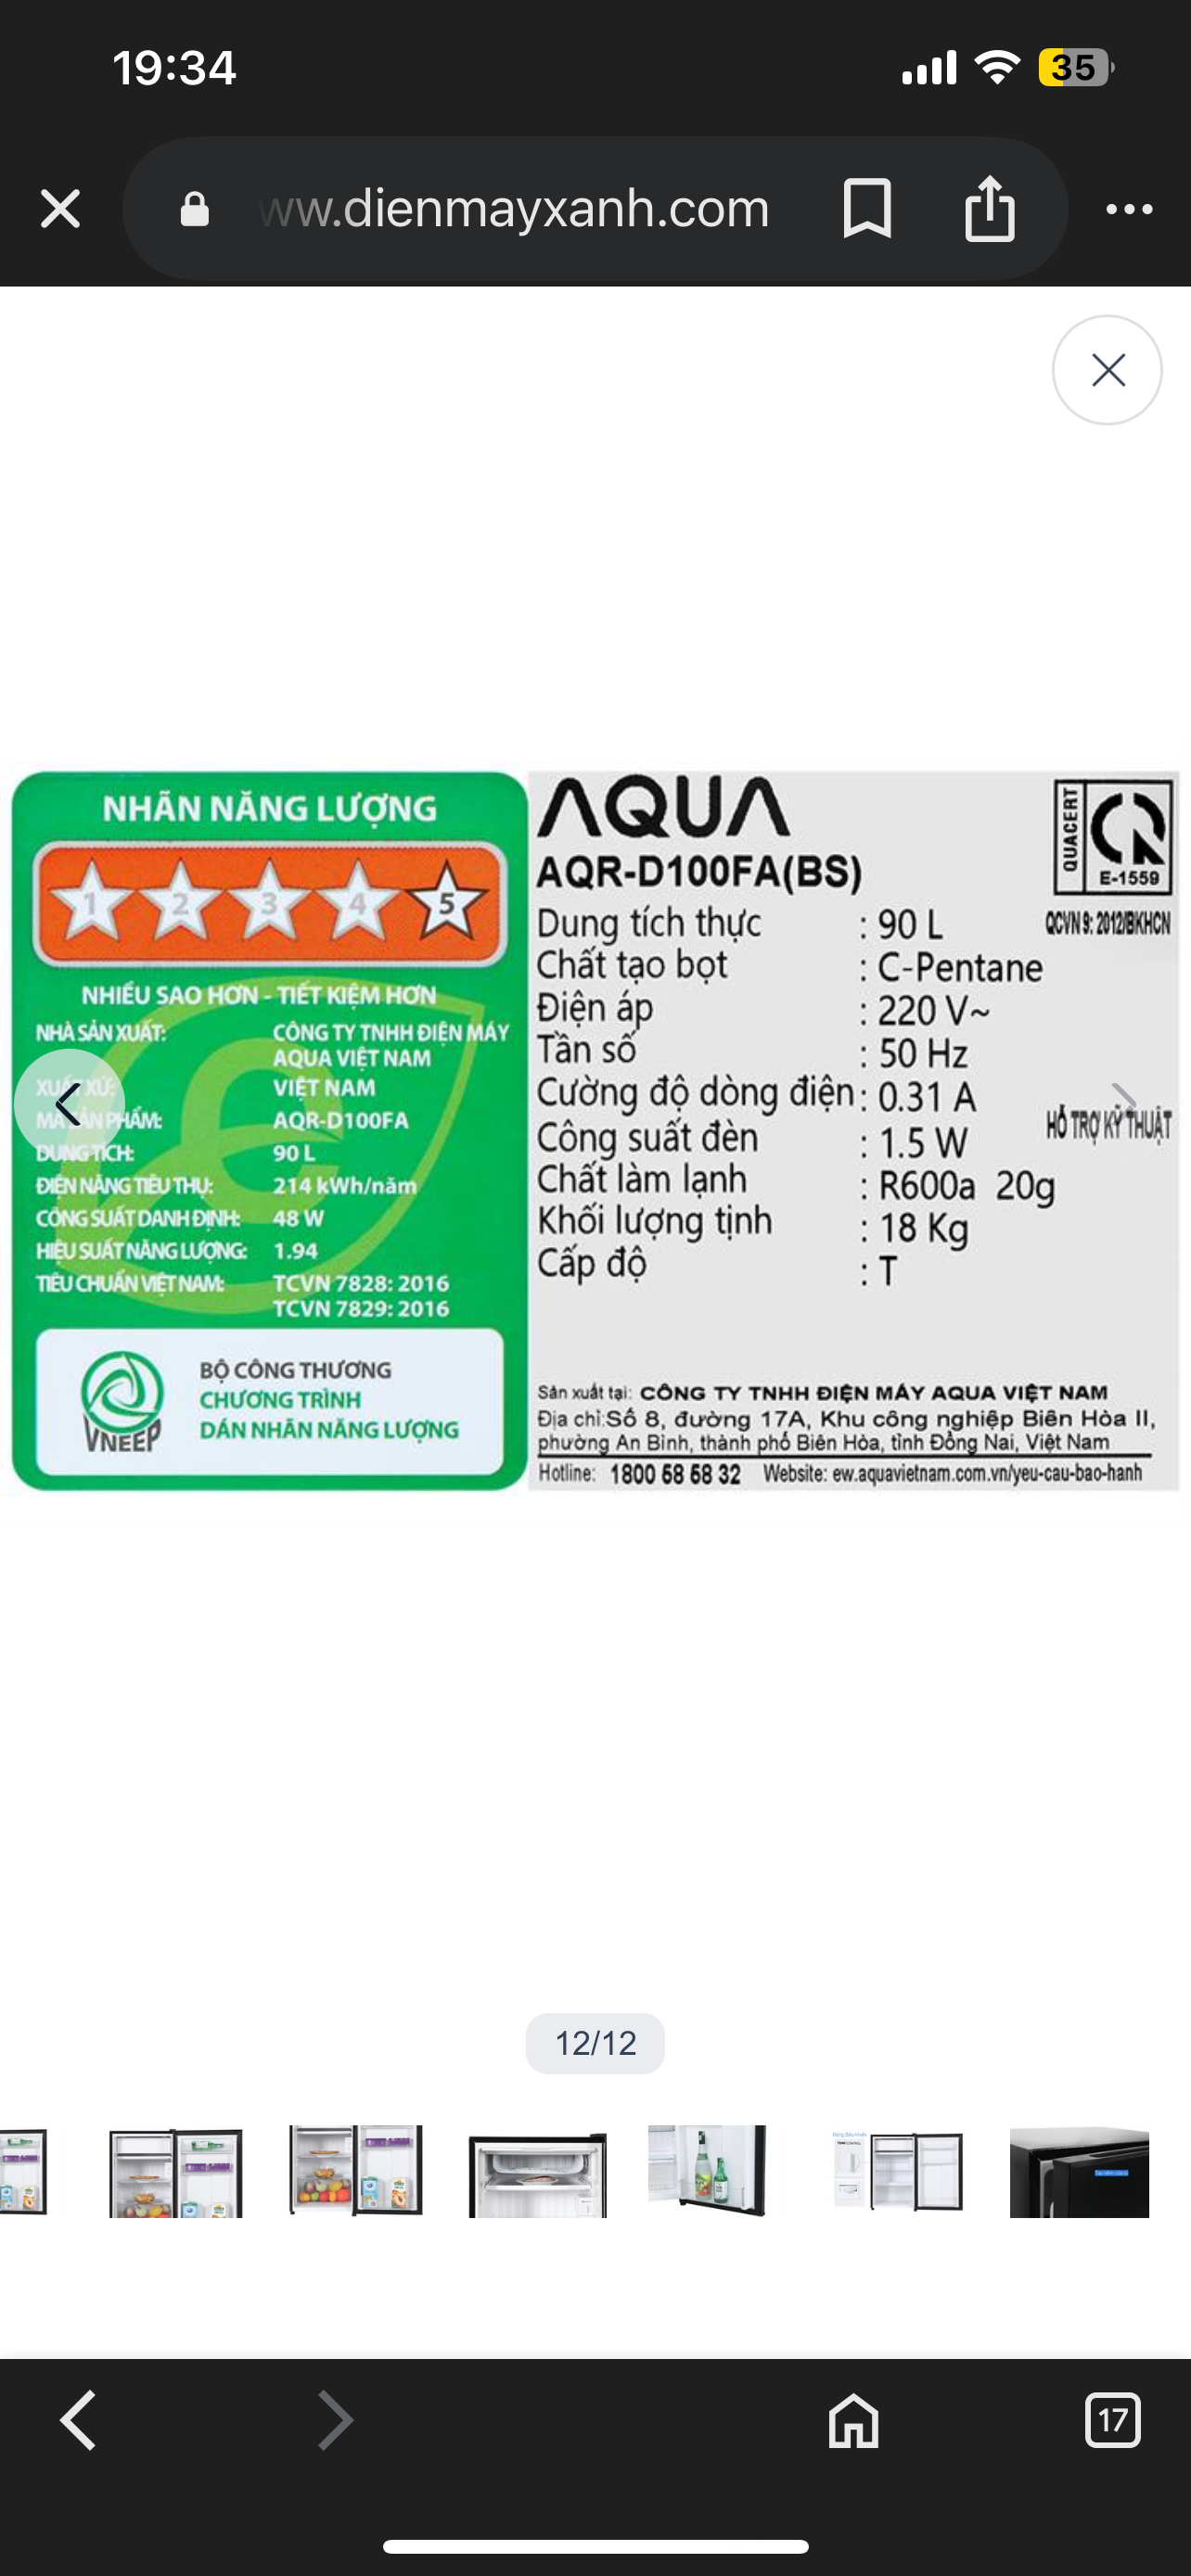 19:34
35
ww.dienmayxanh.com
NHÃN NĂNG LƯỢNG
1 2 3 4 5
NHIỀU SAO HƠN - TIẾT KIỆM HƠN
NHÀ SẢN XUẤT: CÔNG TY TNHH ĐIỆN MÁY
AQUA VIỆT NAM
XUẤT XỨ: VIỆT NAM
MÃ SẢN PHẨM: AQR-D100FA
DUNG TÍCH: 90 L
ĐIỆN NĂNG TIÊU THỤ: 214 kWh/năm
CÔNG SUẤT DANH ĐỊNH: 48 W
HIỆU SUẤT NĂNG LƯỢNG: 1.94
TIÊU CHUẨN VIỆT NAM: TCVN 7828: 2016
TCVN 7829: 2016
VNEEP
BỘ CÔNG THƯƠNG
CHƯƠNG TRÌNH
DÁN NHÃN NĂNG LƯỢNG
AQUA
AQR-D100FA(BS)
QUACERT
E-1559
QCVN 9: 2012/BKHCN
Dung tích thực : 90 L
Chất tạo bọt : C-Pentane
Điện áp : 220 V~
Tần số : 50 Hz
Cường độ dòng điện : 0.31 A
Công suất đèn : 1.5 W
Chất làm lạnh : R600a 20g
Khối lượng tịnh : 18 Kg
Cấp độ : T
HỖ TRỢ KỸ THUẬT
Sản xuất tại: CÔNG TY TNHH ĐIỆN MÁY AQUA VIỆT NAM
Địa chỉ:Số 8, đường 17A, Khu công nghiệp Biên Hòa II,
phường An Bình, thành phố Biên Hòa, tỉnh Đồng Nai, Việt Nam
Hotline: 1800 58 58 32 Website: ew.aquavietnam.com.vn/yeu-cau-bao-hanh
12/12
17